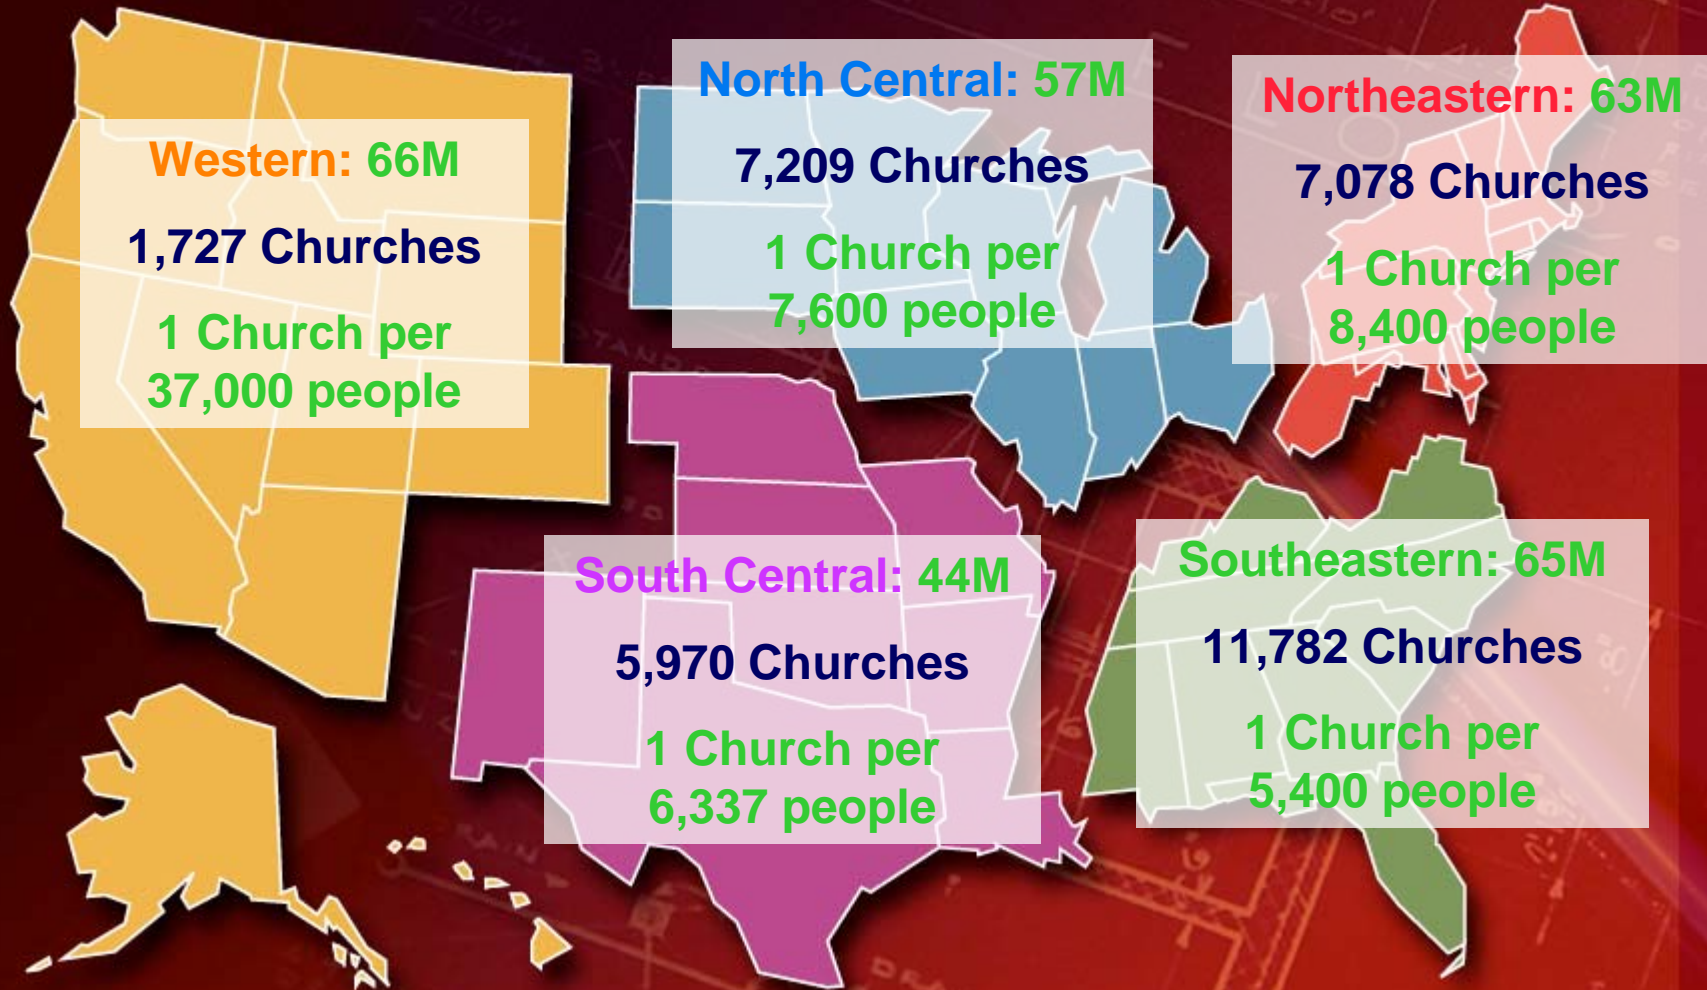 Western: 66M
1,727 Churches
1 Church per
37,000 people
North Central: 57M
7,209 Churches
1 Church per
7,600 people
Northeastern: 63M
7,078 Churches
1 Church per
8,400 people
South Central: 44M
5,970 Churches
1 Church per
6,337 people
Southeastern: 65M
11,782 Churches
1 Church per
5,400 people